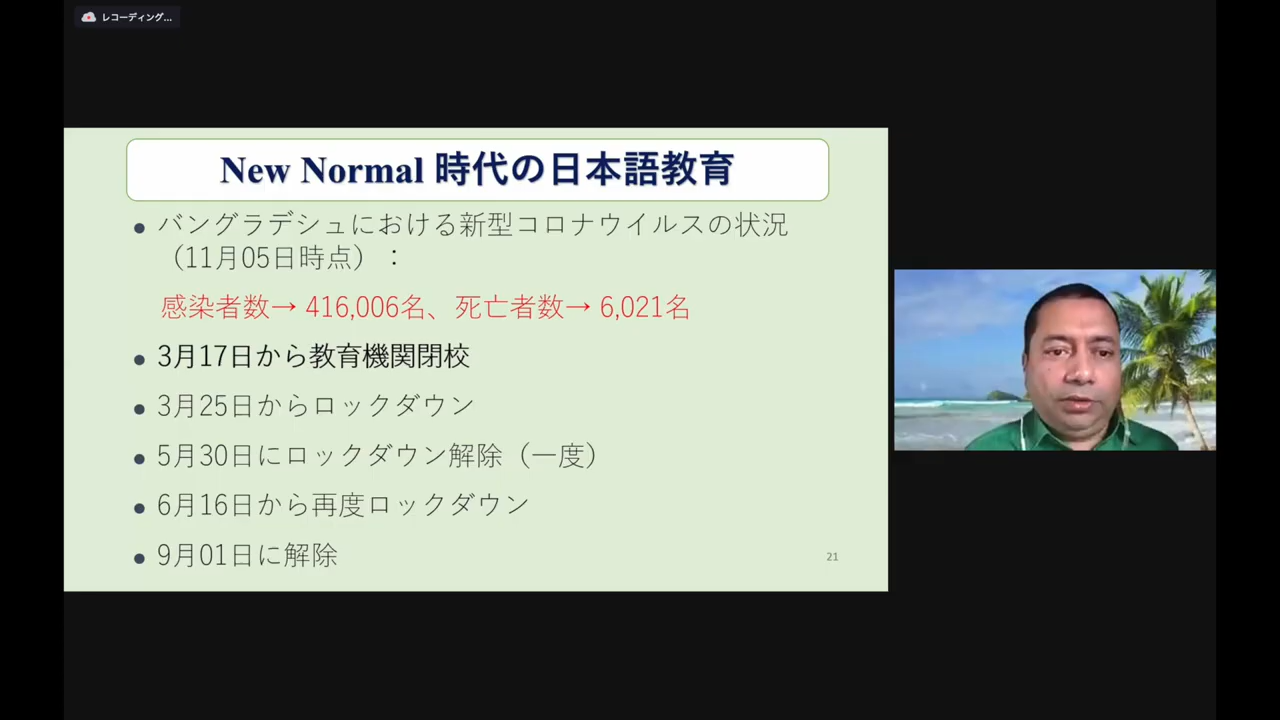 レコーディング...
New Normal 時代の日本語教育
● バングラデシュにおける新型コロナウイルスの状況
（11月05日時点）：
感染者数→ 416,006名、死亡者数→ 6,021名
● 3月17日から教育機関閉校
● 3月25日からロックダウン
● 5月30日にロックダウン解除（一度）
● 6月16日から再度ロックダウン
● 9月01日に解除
21